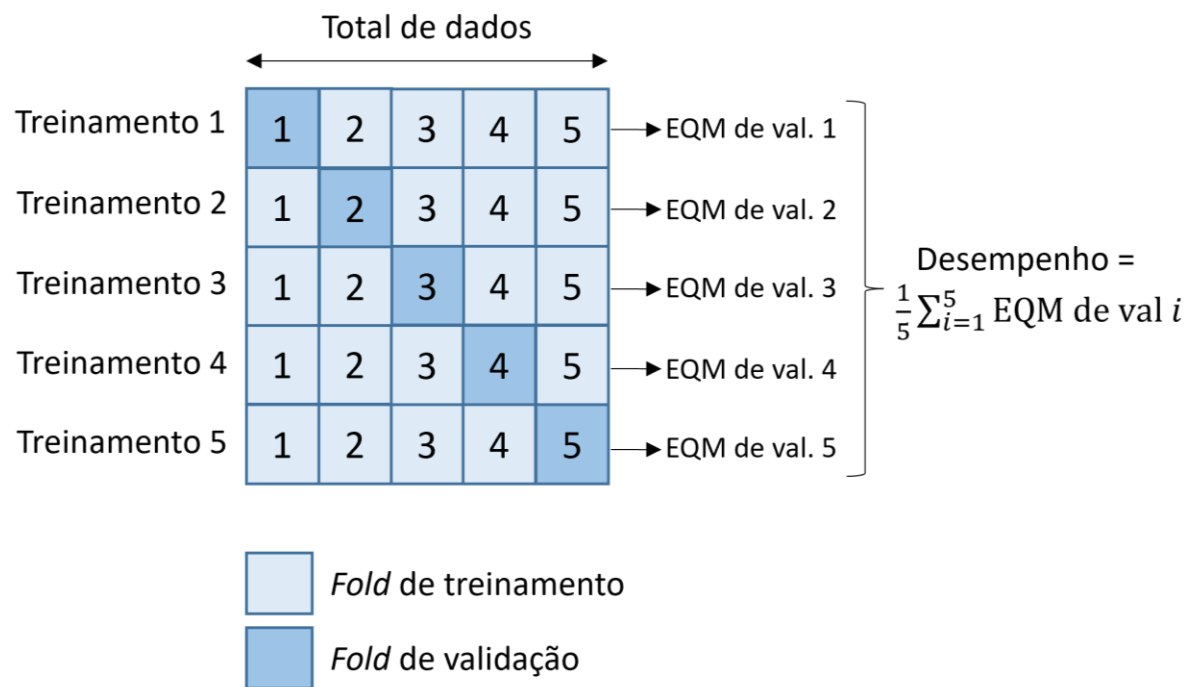 Total de dados
Treinamento 1 1 2 3 4 5 EQM de val. 1
Treinamento 2 1 2 3 4 5 EQM de val. 2
Treinamento 3 1 2 3 4 5 EQM de val. 3
Treinamento 4 1 2 3 4 5 EQM de val. 4
Treinamento 5 1 2 3 4 5 EQM de val. 5
Desempenho =
1/5 ∑_{i=1}^{5} EQM de val i
Fold de treinamento
Fold de validação